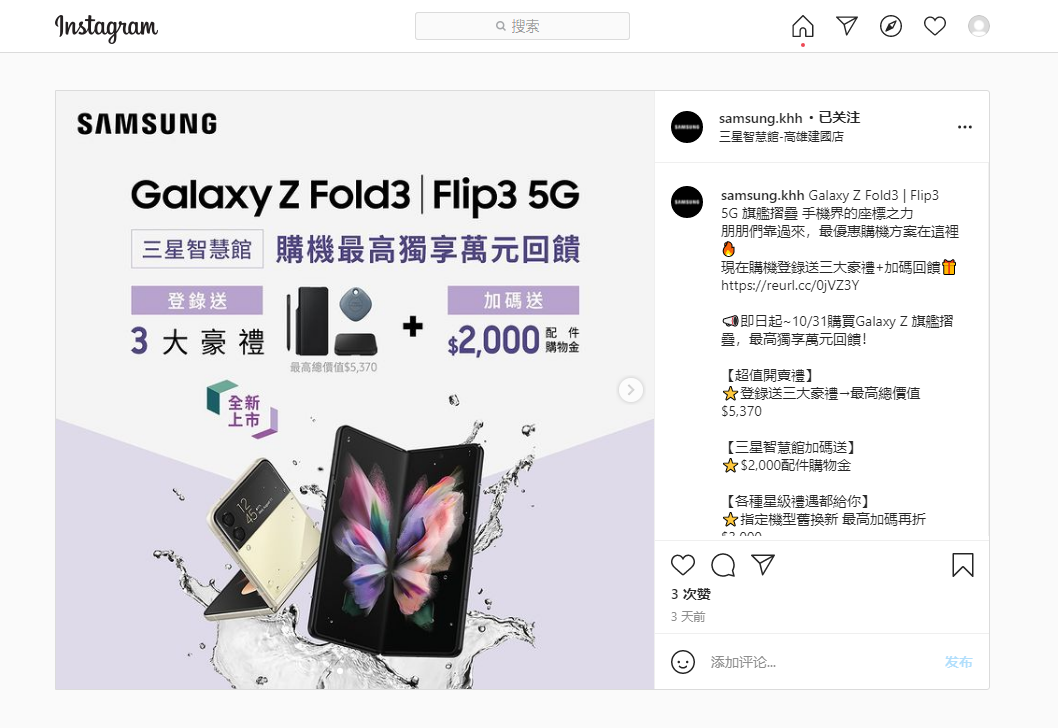 Instagram
搜索
SAMSUNG
Galaxy Z Fold3 | Flip3 5G
三星智慧館 購機最高獨享萬元回饋
登錄送
3 大 豪 禮
最高總價值$5,370
+
加碼送
$2,000 配件購物金
全新
上市
12
45
SAMSUNG
samsung.khh • 已关注
三星智慧館-高雄建國店
SAMSUNG
samsung.khh Galaxy Z Fold3 | Flip3
5G 旗艦摺疊 手機界的座標之力
朋朋們靠過來，最優惠購機方案在這裡
🔥
現在購機登錄送三大豪禮+加碼回饋🎁
https://reurl.cc/0jVZ3Y
📢即日起~10/31購買Galaxy Z 旗艦摺
疊，最高獨享萬元回饋！
【超值開賣禮】
⭐登錄送三大豪禮→最高總價值
$5,370
【三星智慧館加碼送】
⭐$2,000配件購物金
【各種星級禮遇都給你】
⭐指定機型舊換新 最高加碼再折
3 次赞
3 天前
添加评论...
发布